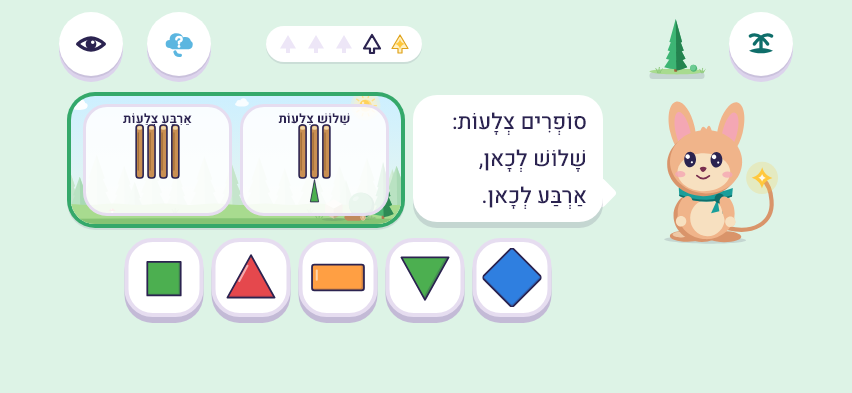 סוֹפְרִים צְלָעוֹת:
שָׁלוֹשׁ לְכָאן,
אַרְבַּע לְכָאן.
שָׁלוֹשׁ צְלָעוֹת
אַרְבַּע צְלָעוֹת
?